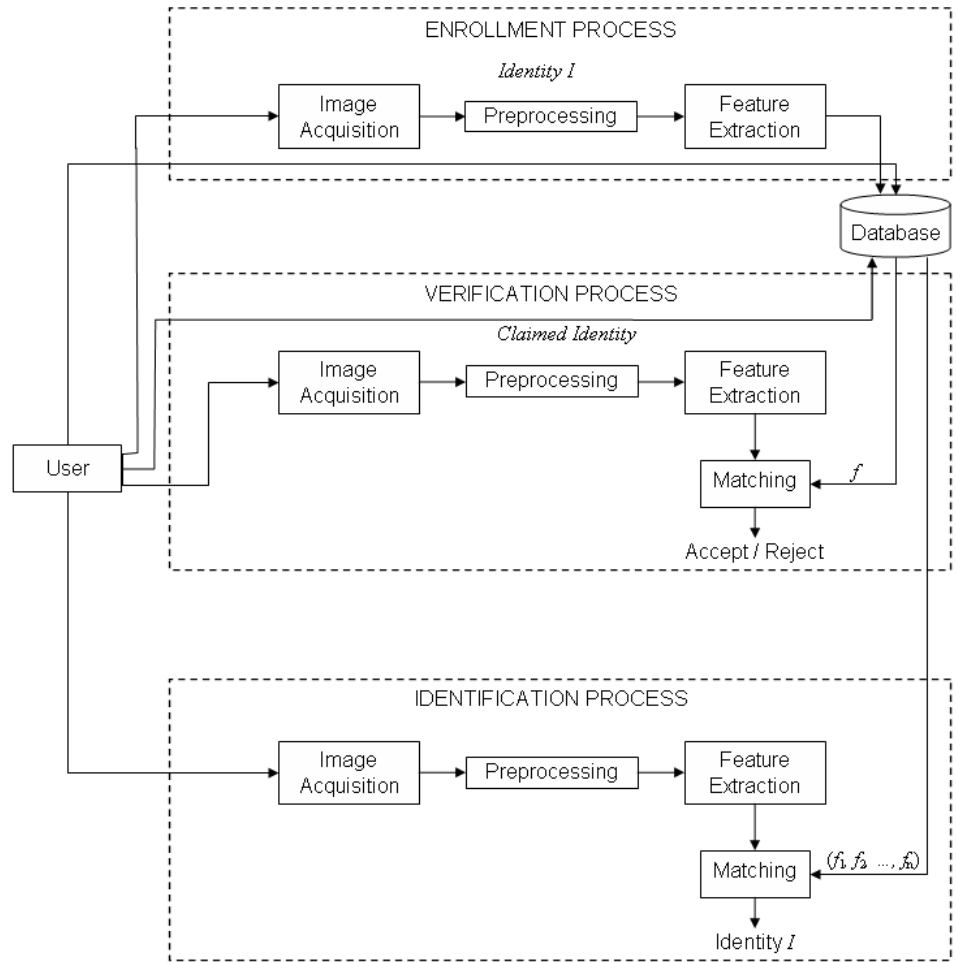 ENROLLMENT PROCESS
Identity I
Image
Acquisition
Preprocessing
Feature
Extraction
Database
VERIFICATION PROCESS
Claimed Identity
Image
Acquisition
Preprocessing
Feature
Extraction
User
Matching
f
Accept / Reject
IDENTIFICATION PROCESS
Image
Acquisition
Preprocessing
Feature
Extraction
Matching
(f1, f2 ..., fn)
Identity I